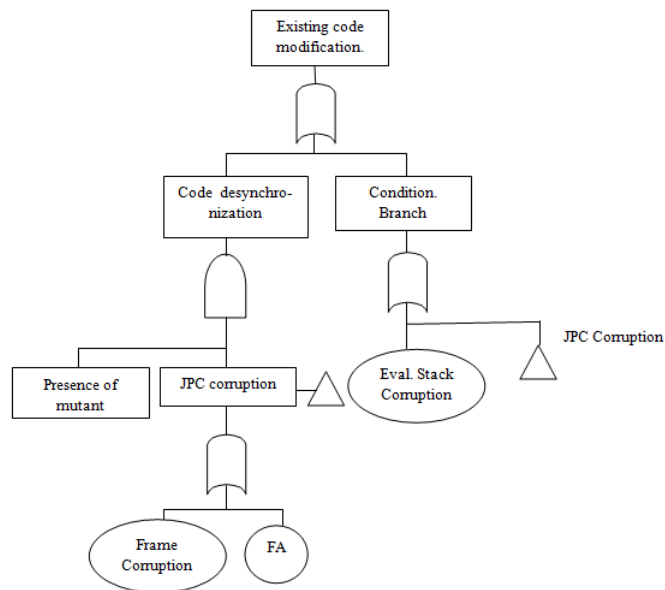 Existing code
modification.
Code desynchro-
nization
Condition.
Branch
JPC Corruption
Presence of
mutant
JPC corruption
Eval. Stack
Corruption
Frame
Corruption
FA